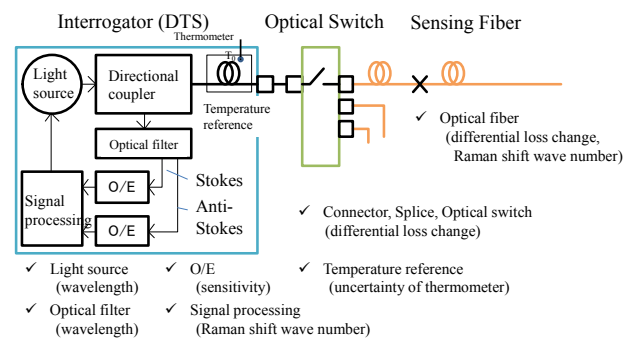 Interrogator (DTS)
Optical Switch
Sensing Fiber
Thermometer
T0
Light
source
Directional
coupler
Temperature
reference
Optical filter
Stokes
Anti-
Stokes
O/E
O/E
Signal
processing
✓ Optical fiber
(differential loss change,
Raman shift wave number)
✓ Connector, Splice, Optical switch
(differential loss change)
✓ Light source
(wavelength)
✓ O/E
(sensitivity)
✓ Temperature reference
(uncertainty of thermometer)
✓ Optical filter
(wavelength)
✓ Signal processing
(Raman shift wave number)